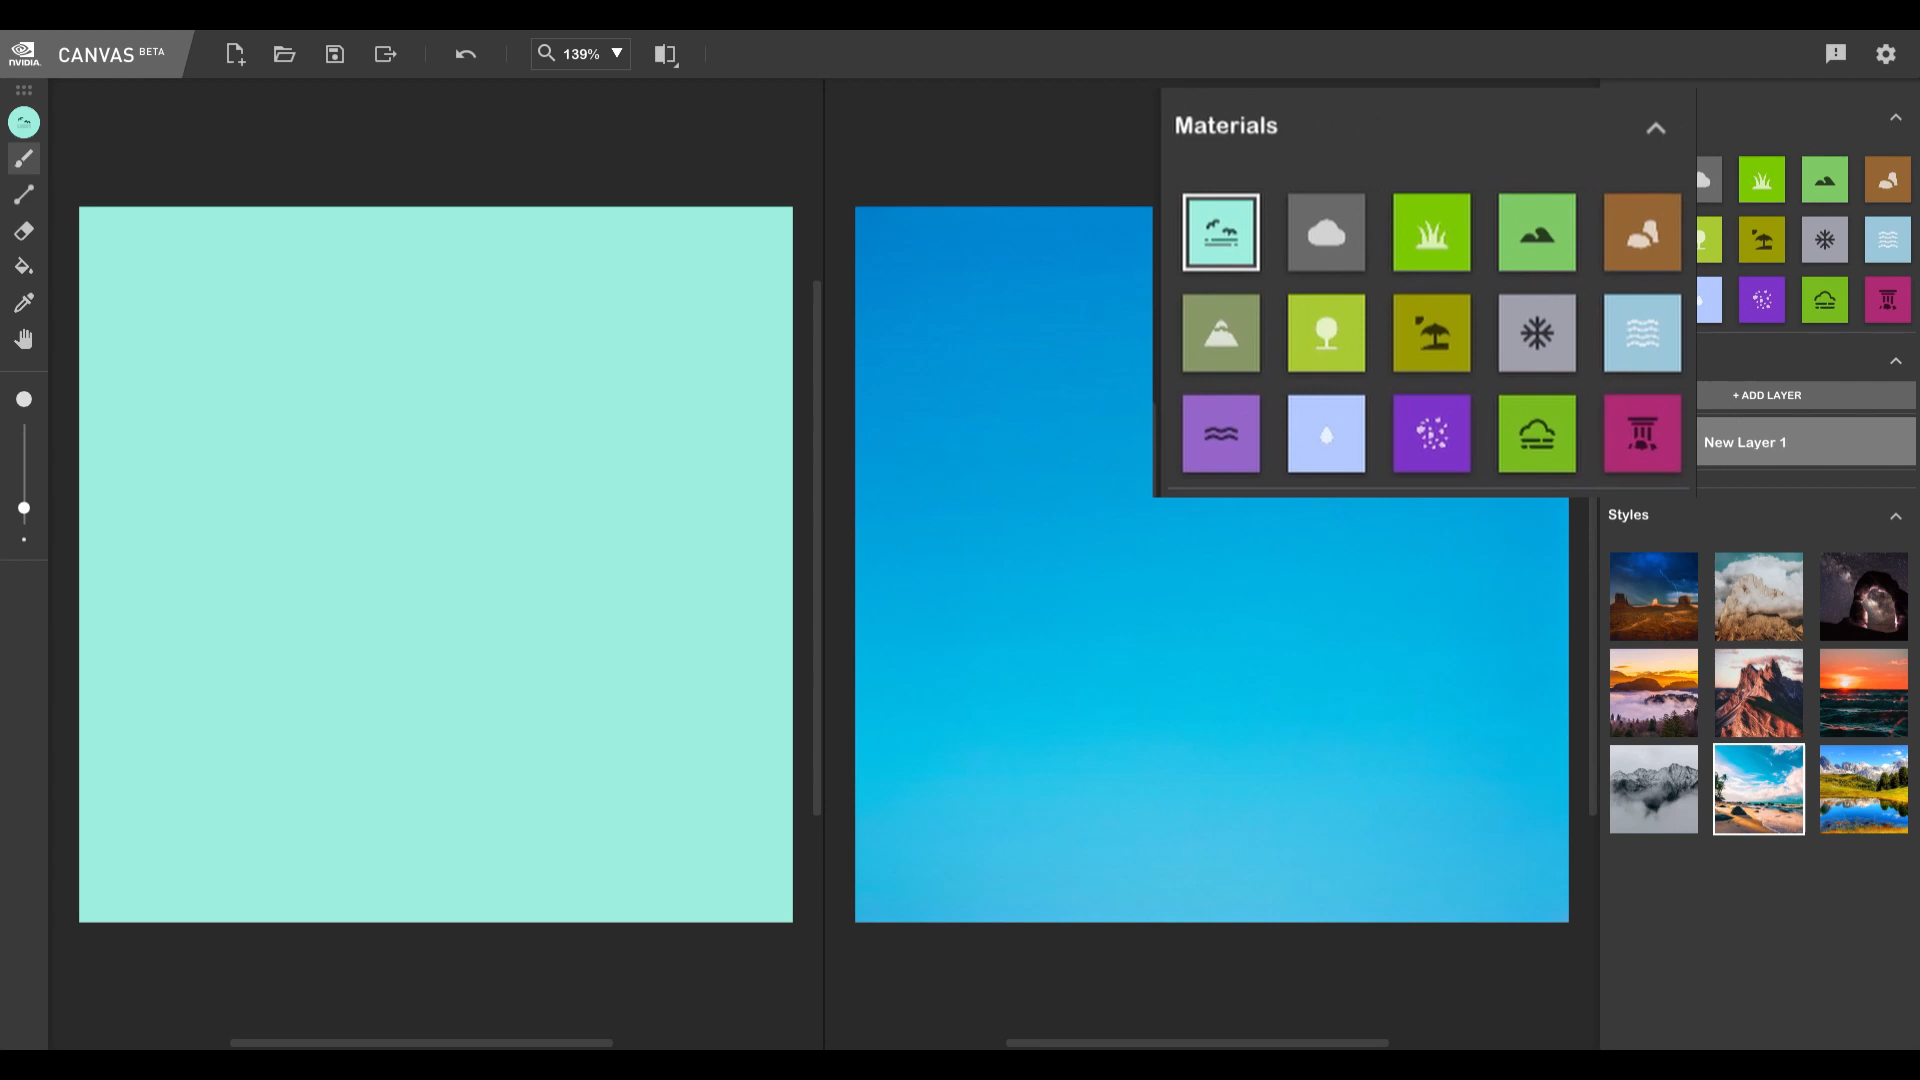 NVIDIA.
CANVAS BETA
139%
Materials
+ ADD LAYER
New Layer 1
Styles